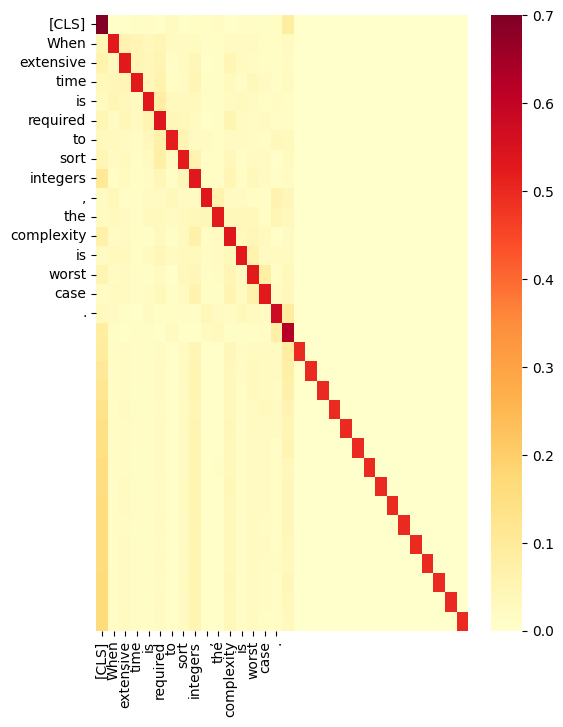 [CLS]
When
extensive
time
is
required
to
sort
integers
,
the
complexity
is
worst
case
.
0.7
0.6
0.5
0.4
0.3
0.2
0.1
0.0
[CLS]
When
extensive
time
is
required
to
sort
integers
,
the
complexity
is
worst
case
.